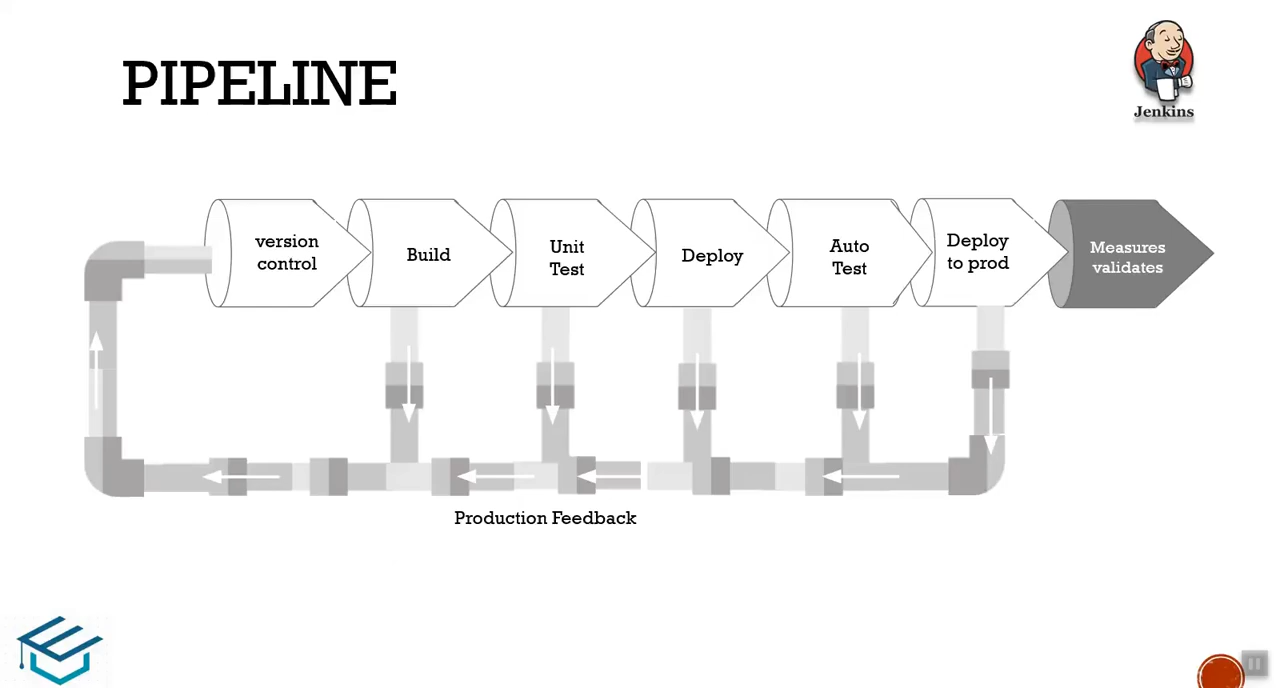 PIPELINE
Jenkins
version
control
Build
Unit
Test
Deploy
Auto
Test
Deploy
to prod
Measures
validates
Production Feedback